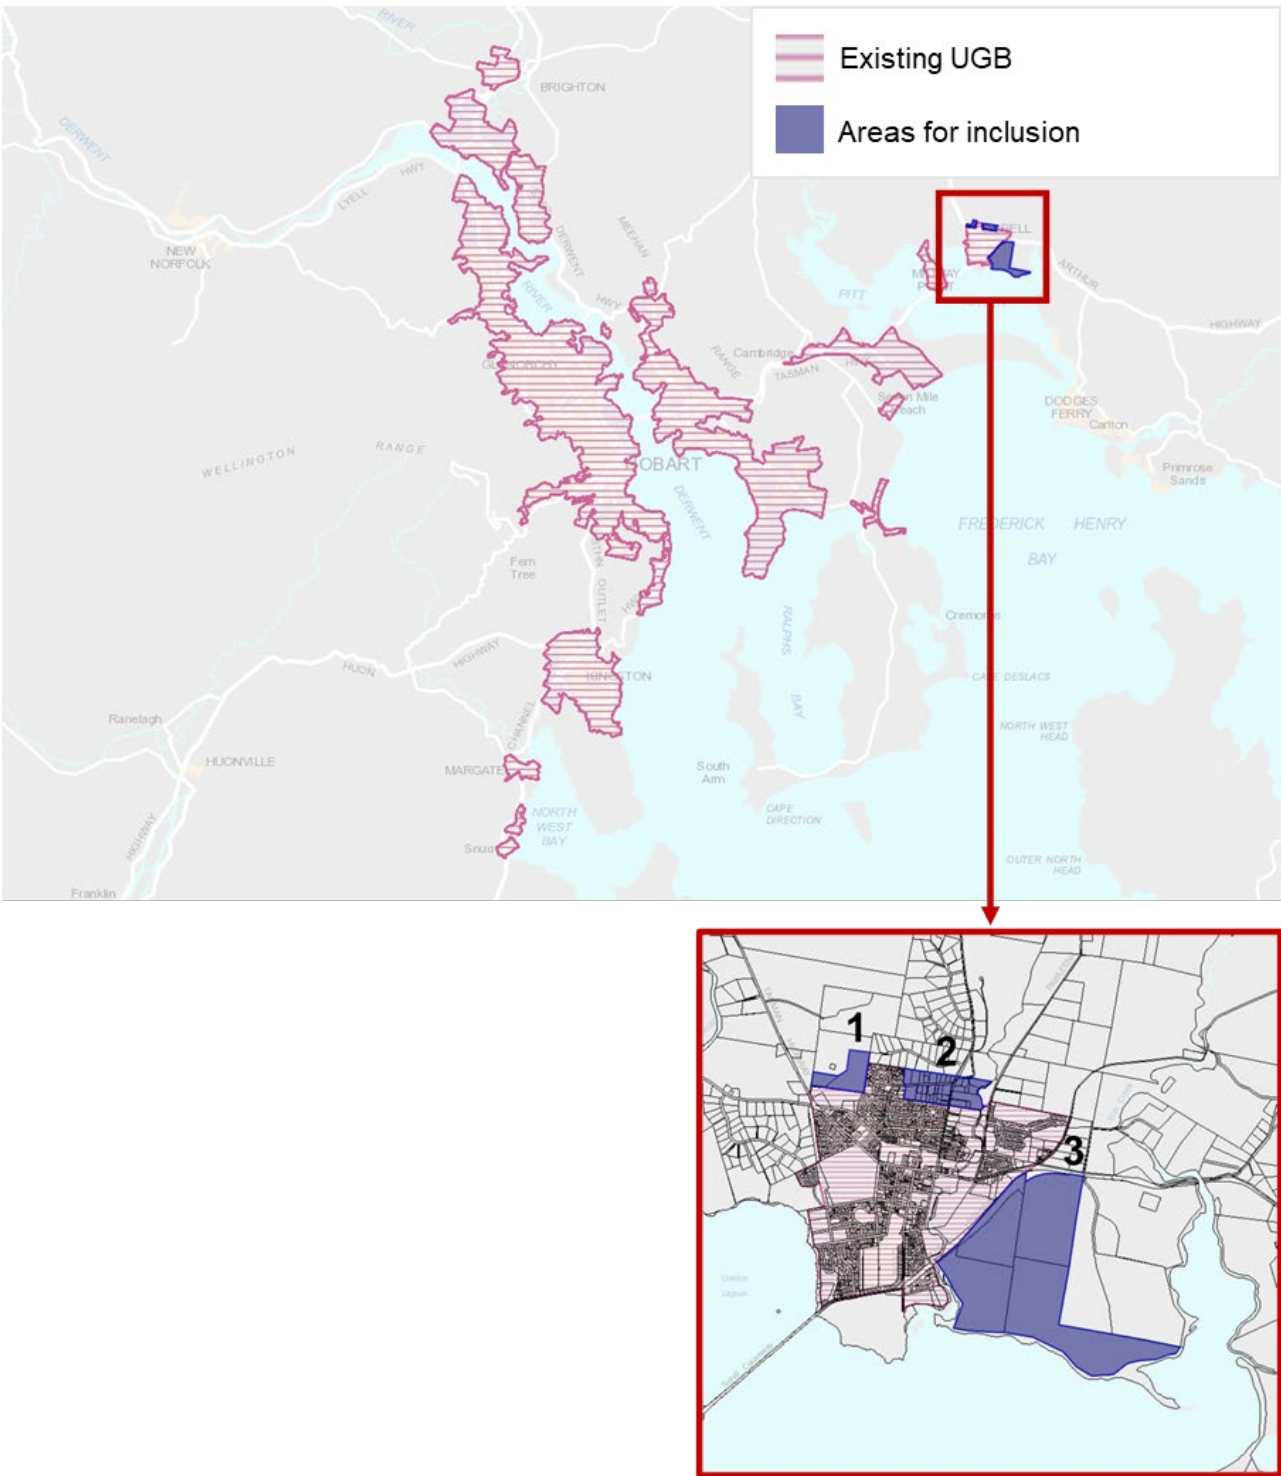 Existing UGB
Areas for inclusion
RIVER
BRIGHTON
DERWENT
LYELL
HWY
NEW
NORFOLK
MEEHAN
DERWENT
HWY
RIVER
RANGE
PITT
ARTHUR
HIGHWAY
Cambridge
TASMAN
HWY
DODGES
FERRY
Carlton
Primrose
Sands
WELLINGTON
RANGE
DERWENT
FREDERICK HENRY
BAY
Fern
Tree
OUTLET
RALPHS
BAY
CAPE DESLACS
NORTH WEST
HEAD
HUON
HIGHWAY
CHANNEL
Ranelagh
HUONVILLE
MARGATE
South
Arm
CAPE
DIRECTION
NORTH
WEST
BAY
HIGHWAY
OUTER NORTH
HEAD
Franklin
1
2
3